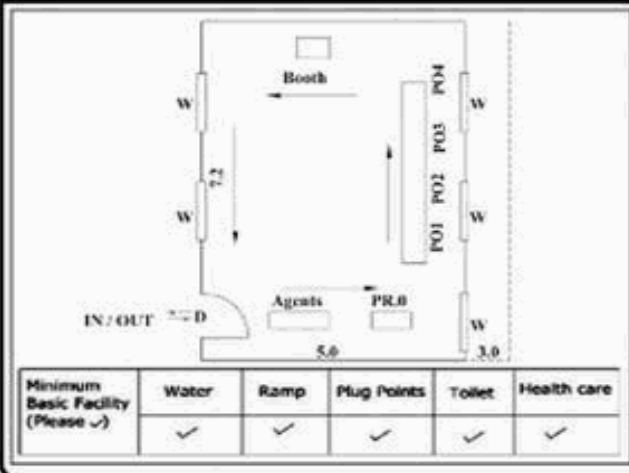 Booth
W
W
W
W
W
7.2
PO4
PO3
PO2
PO1
Agents
PR.0
IN / OUT
D
5.0
3.0
Minimum Basic Facility (Please ✓)
Water
Ramp
Plug Points
Toilet
Health care
✓
✓
✓
✓
✓